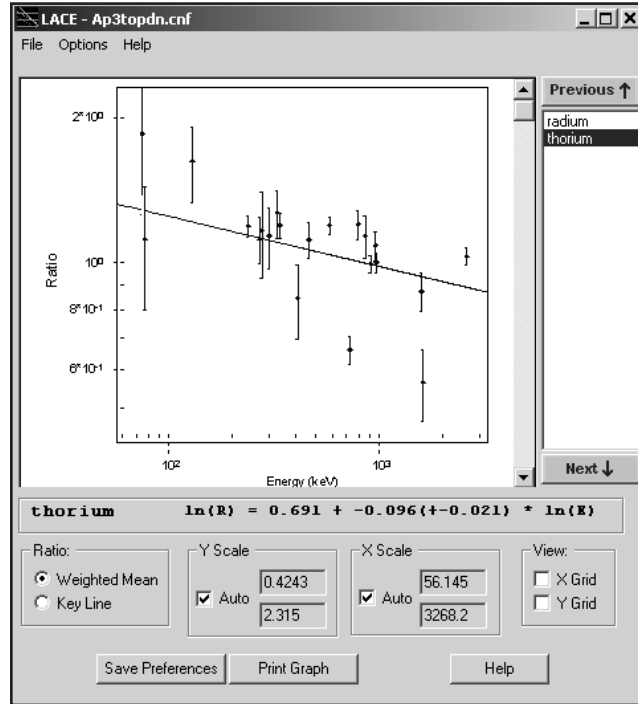 LACE - Ap3topdn.cnf
File Options Help
2*10⁰
10⁰
8*10⁻¹
6*10⁻¹
Ratio
10²
10³
Energy (keV)
Previous ↑
radium
thorium
Next ↓
thorium ln(R) = 0.691 + -0.096(+-0.021) * ln(E)
Ratio:
Weighted Mean
Key Line
Y Scale
Auto
0.4243
2.315
X Scale
Auto
56.145
3268.2
View:
X Grid
Y Grid
Save Preferences
Print Graph
Help